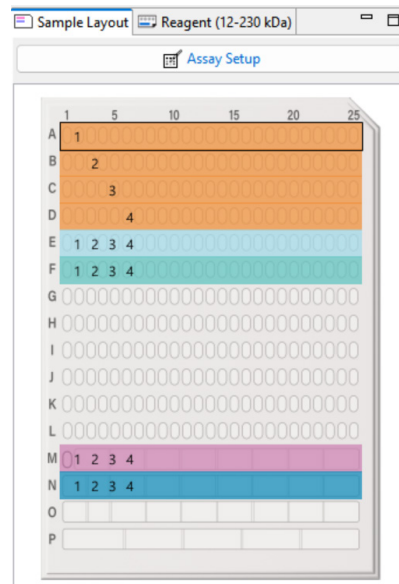 Sample Layout Reagent (12-230 kDa)
Assay Setup
1 5 10 15 20 25
A 1
B 2
C 3
D 4
E 1 2 3 4
F 1 2 3 4
G
H
I
J
K
L
M 1 2 3 4
N 1 2 3 4
O
P